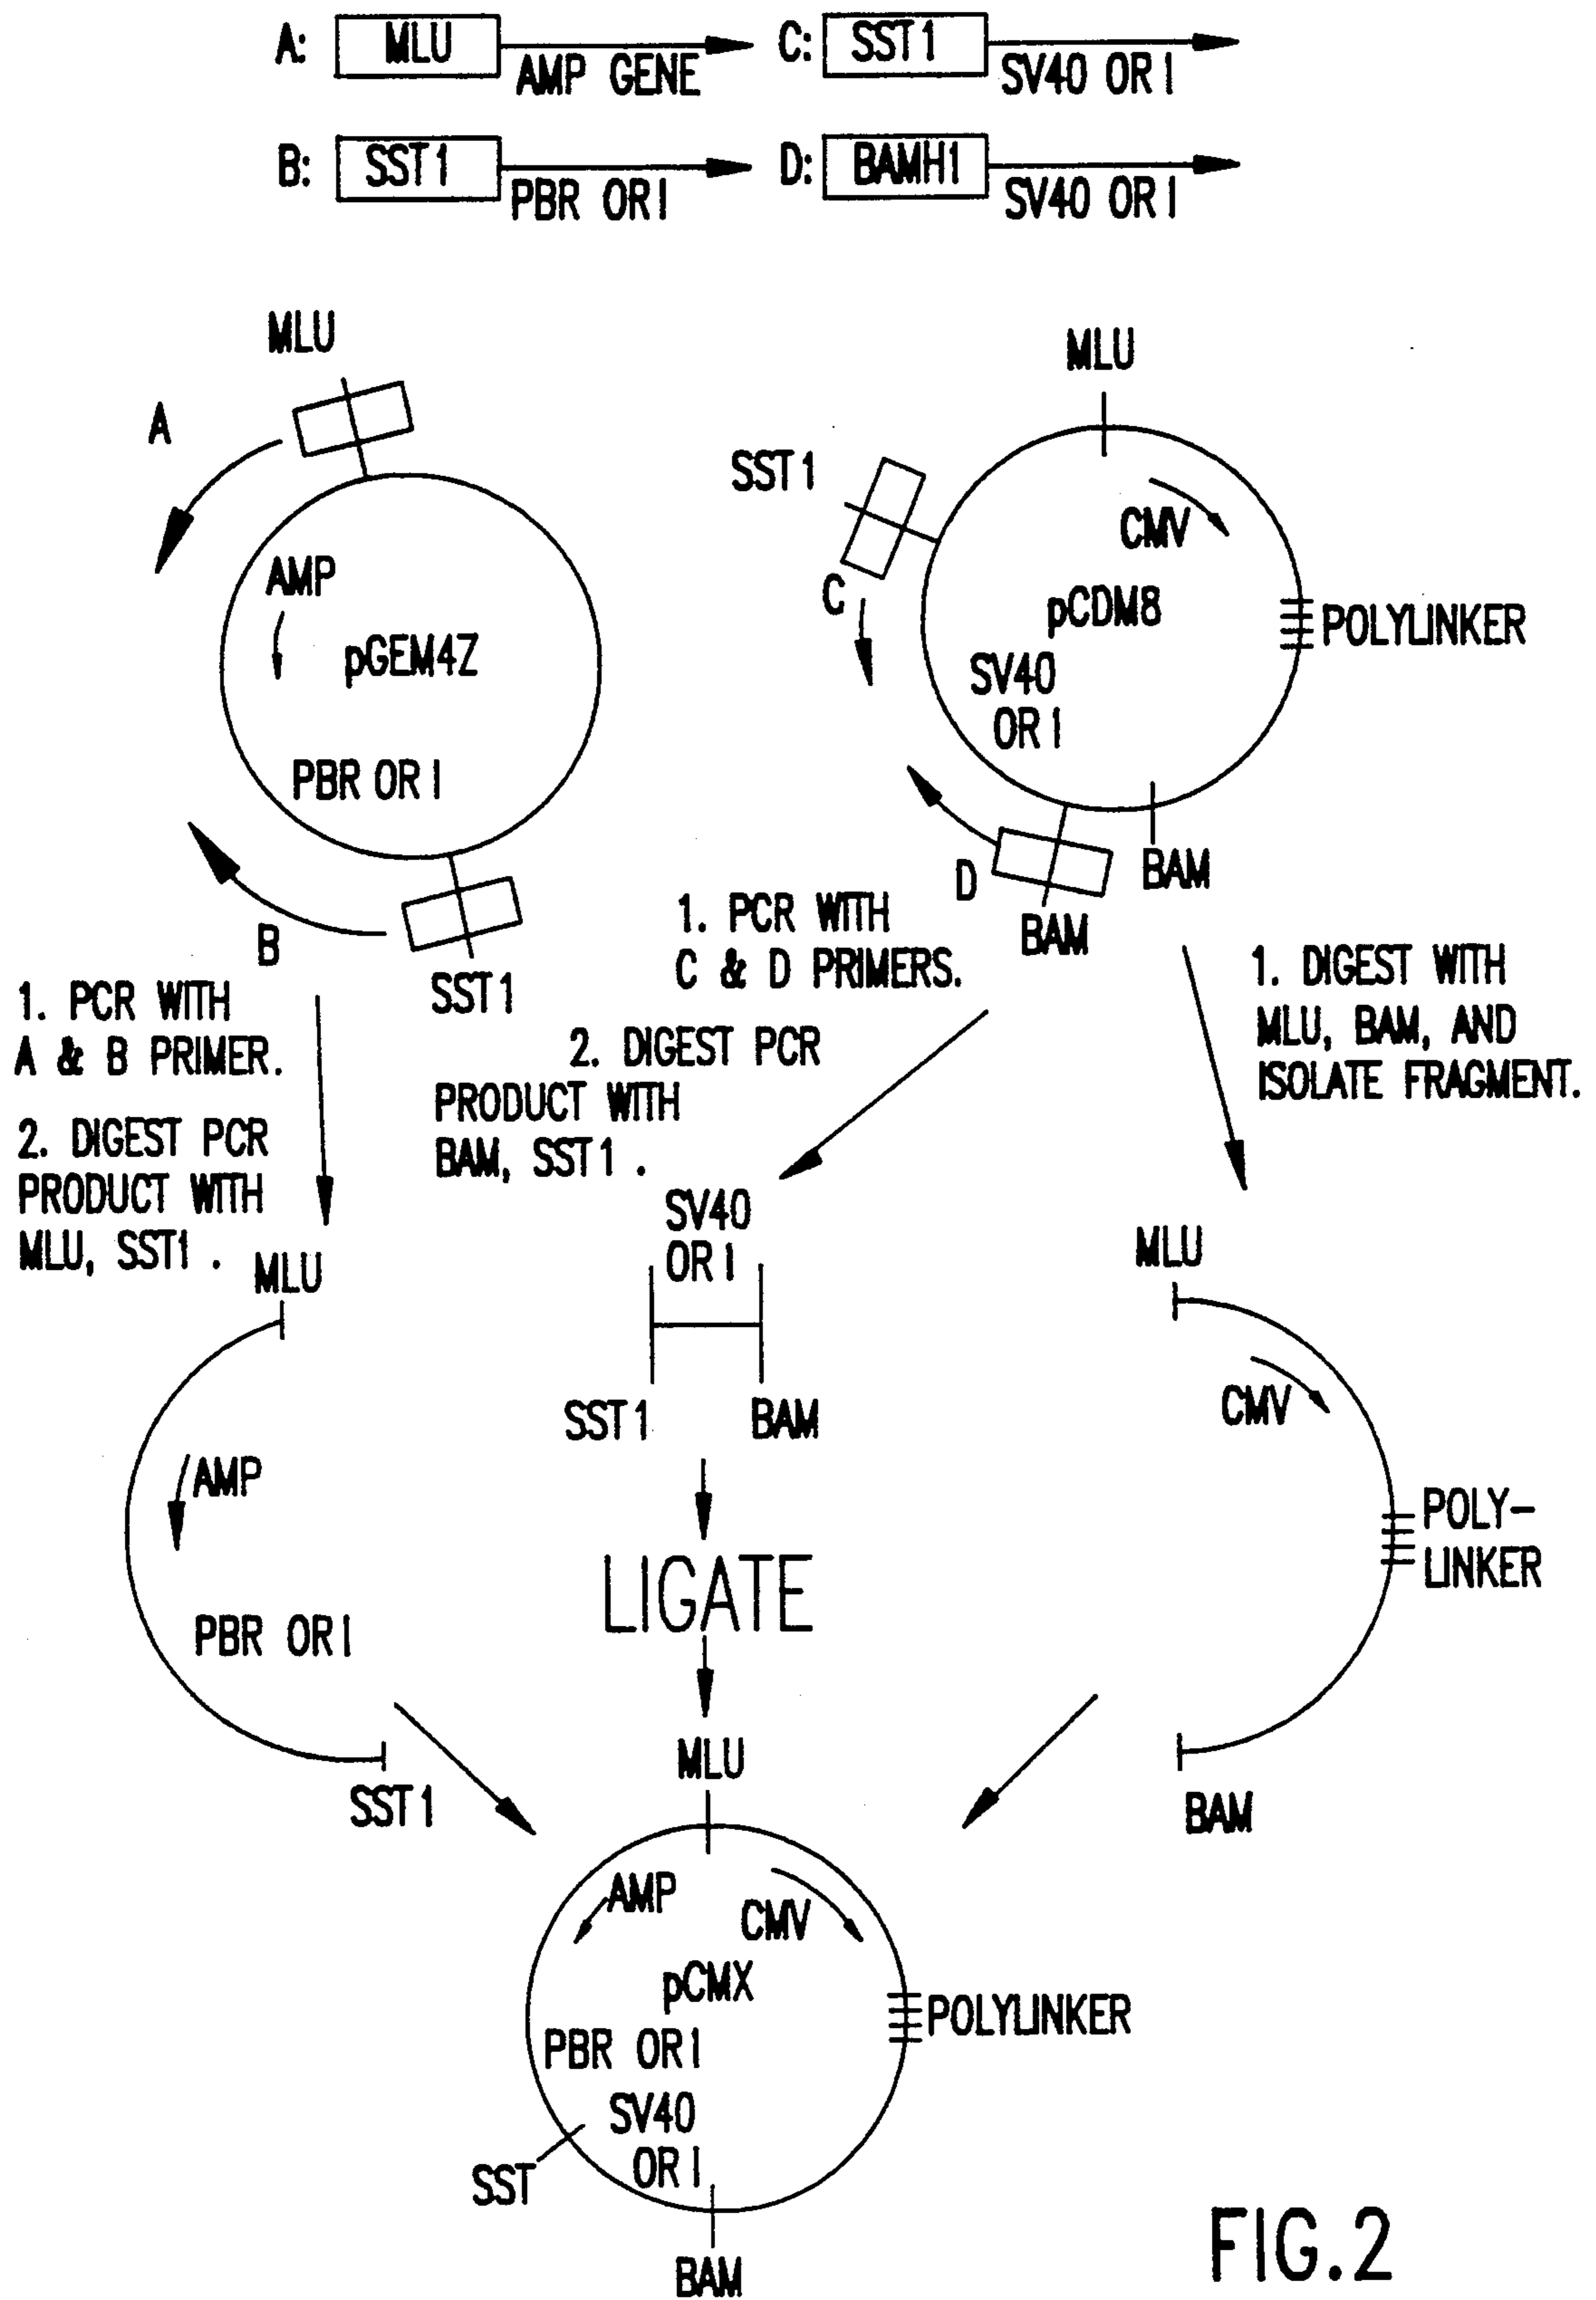 A: MLU
AMP GENE
C: SST1
SV40 ORI
B: SST1
PBR ORI
D: BAMH1
SV40 ORI
MLU
A
AMP
pGEM4Z
PBR ORI
B
SST1
MLU
SST1
C
CMV
pCDM8
POLYLINKER
SV40
ORI
D
BAM
BAM
1. PCR WITH
A & B PRIMER.
2. DIGEST PCR
PRODUCT WITH
MLU, SST1.
1. PCR WITH
C & D PRIMERS.
2. DIGEST PCR
PRODUCT WITH
BAM, SST1.
1. DIGEST WITH
MLU, BAM, AND
ISOLATE FRAGMENT.
MLU
AMP
PBR ORI
SST1
SV40
ORI
SST1
BAM
MLU
CMV
POLY-
LINKER
BAM
LIGATE
MLU
AMP
CMV
pCMX
POLYLINKER
PBR ORI
SV40
ORI
SST
BAM
FIG.2